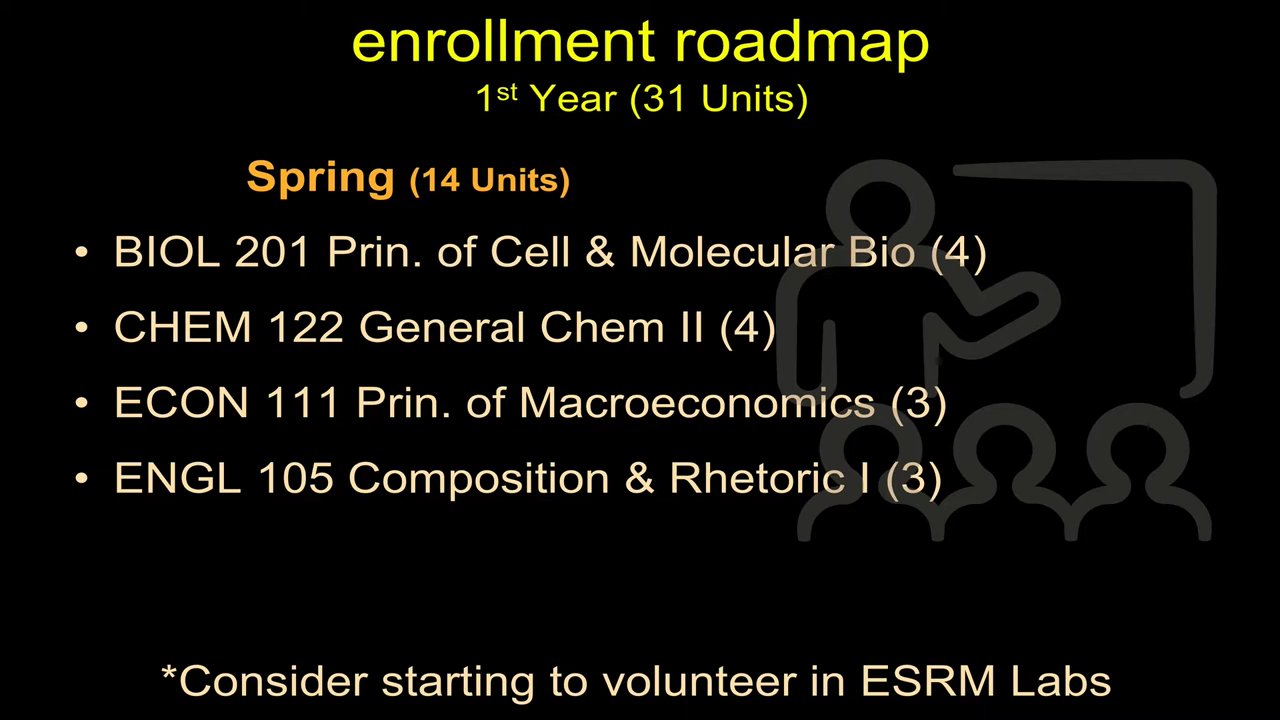 enrollment roadmap
1st Year (31 Units)
Spring (14 Units)
• BIOL 201 Prin. of Cell & Molecular Bio (4)
• CHEM 122 General Chem II (4)
• ECON 111 Prin. of Macroeconomics (3)
• ENGL 105 Composition & Rhetoric I (3)
*Consider starting to volunteer in ESRM Labs